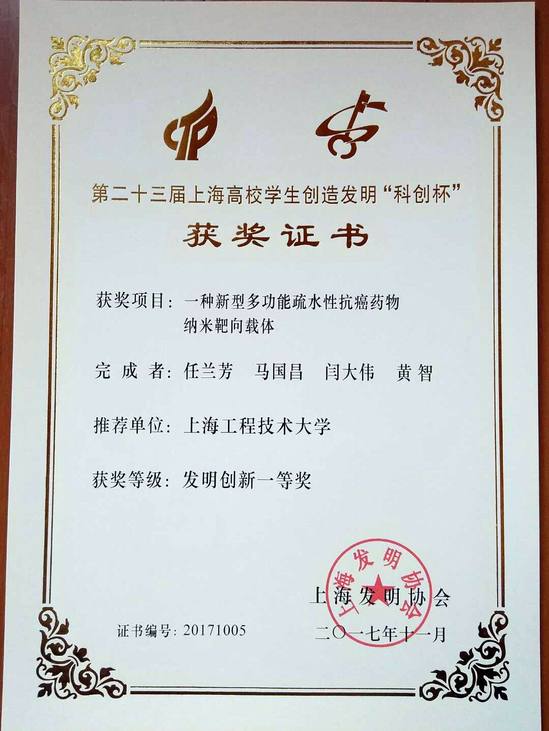 第二十三届上海高校学生创造发明“科创杯”
获奖证书
获奖项目：一种新型多功能疏水性抗癌药物
纳米靶向载体
完成者：任兰芳 马国昌 闫大伟 黄智
推荐单位：上海工程技术大学
获奖等级：发明创新一等奖
上海发明协会
上海发明协会
证书编号：20171005
二〇一七年十一月